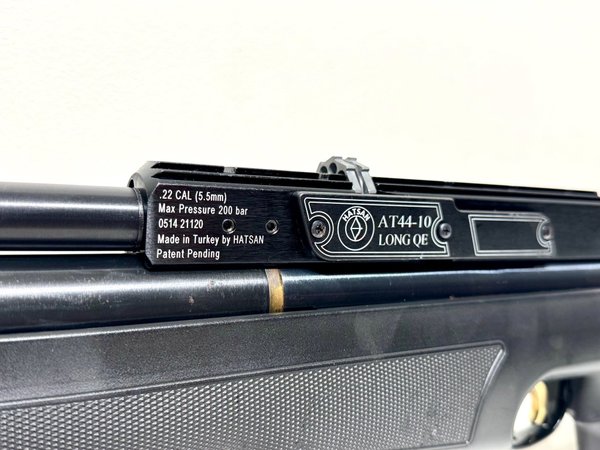 .22 CAL (5.5mm)
Max Pressure 200 bar
0514 21120
Made in Turkey by HATSAN
Patent Pending
HATSAN
AT44-10
LONG QE